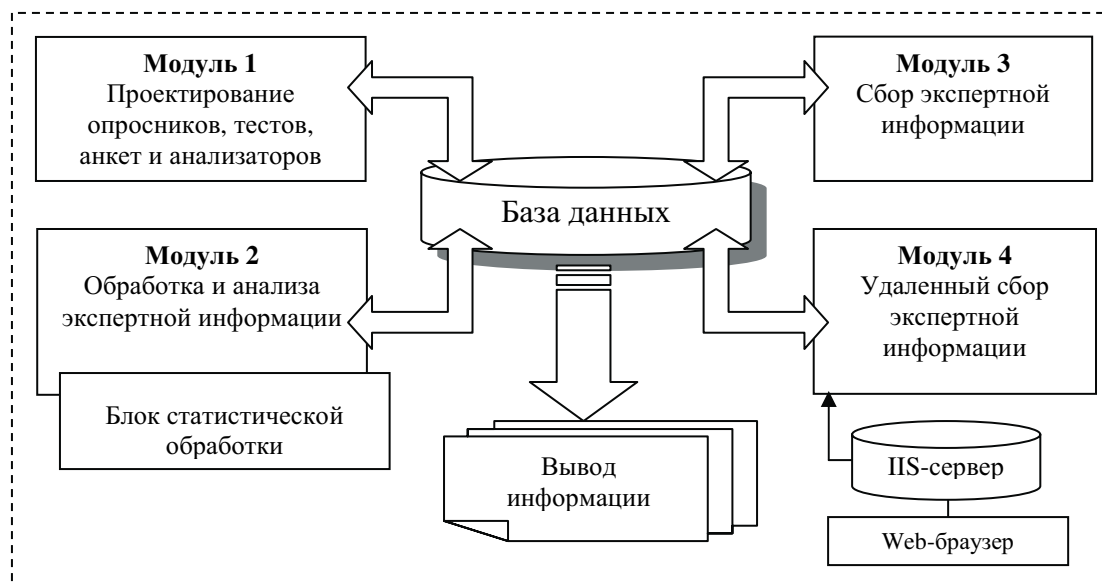 Модуль 1
Проектирование
опросников, тестов,
анкет и анализаторов
Модуль 3
Сбор экспертной
информации
База данных
Модуль 2
Обработка и анализа
экспертной информации
Блок статистической
обработки
Модуль 4
Удаленный сбор
экспертной
информации
Вывод
информации
IIS-сервер
Web-браузер